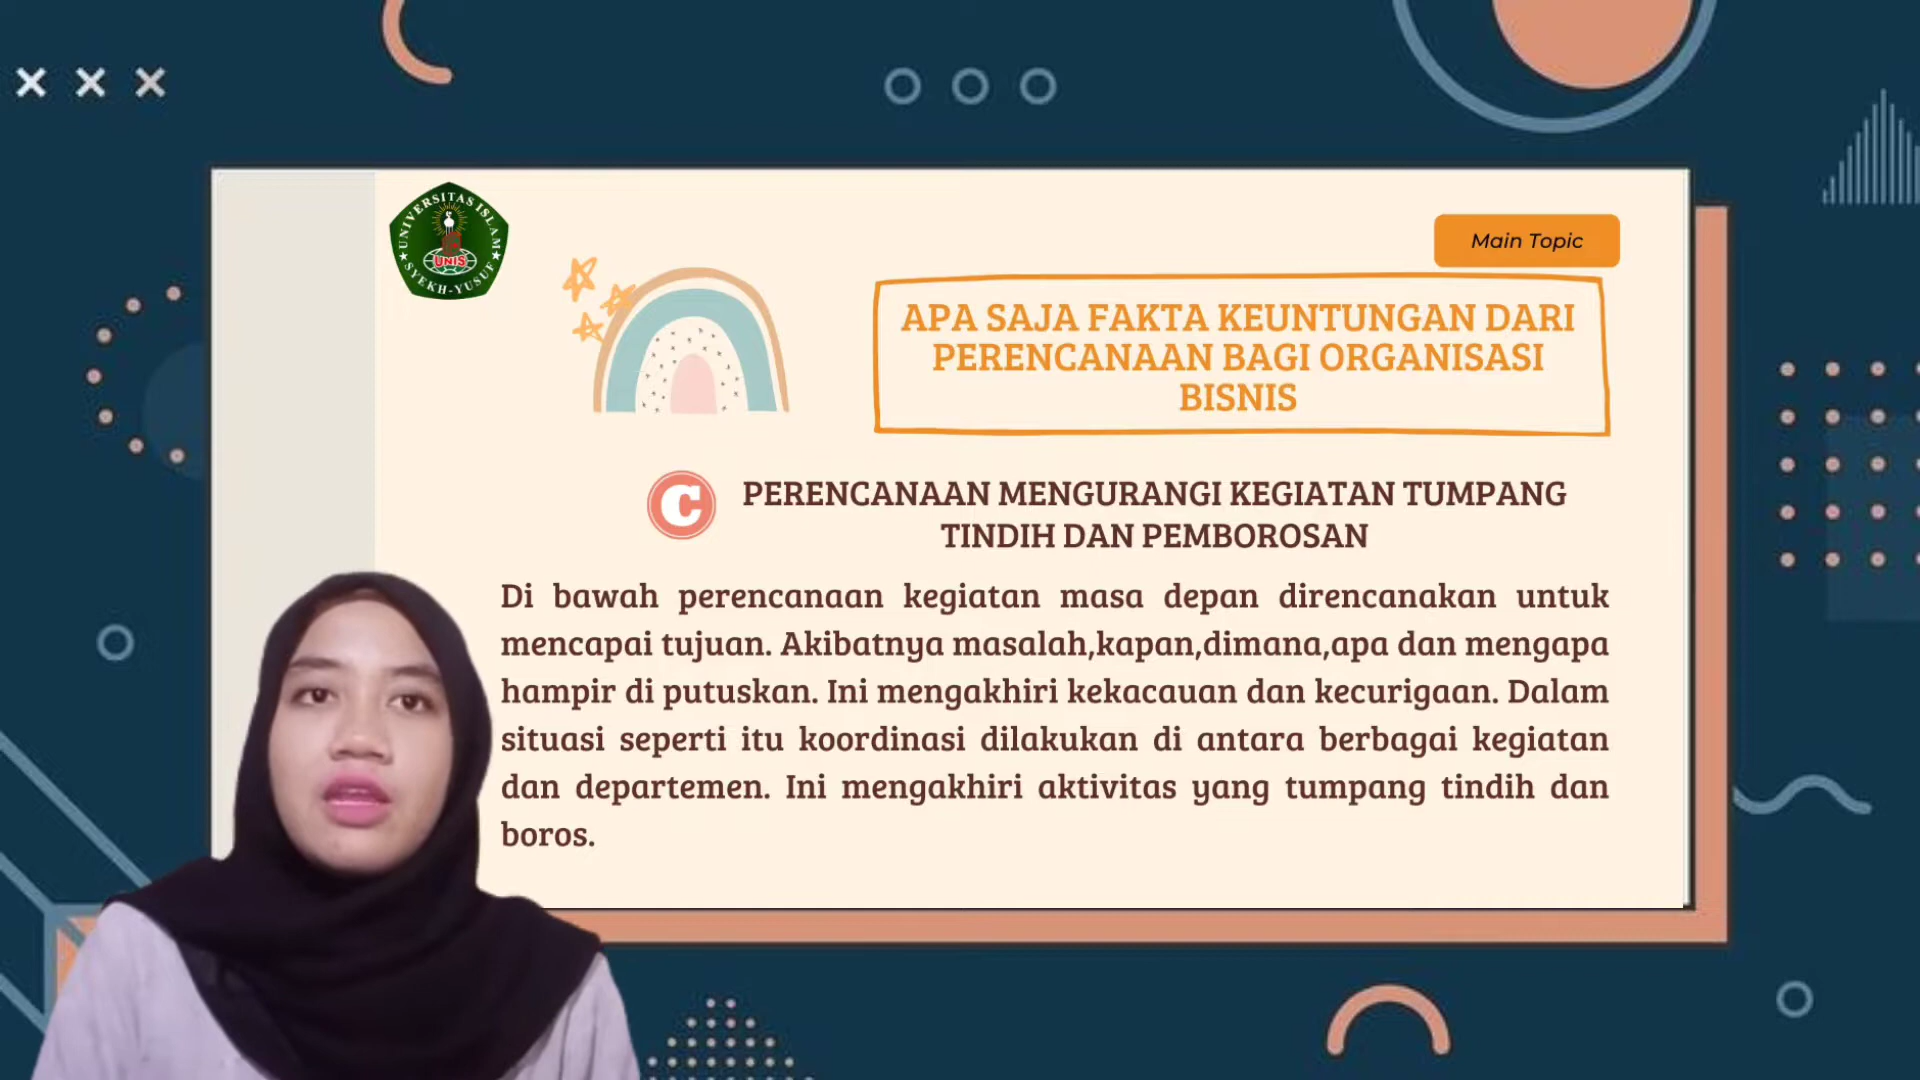 UNIVERSITAS ISLAM
UNIS
SYEKH-YUSUF
Main Topic
APA SAJA FAKTA KEUNTUNGAN DARI
PERENCANAAN BAGI ORGANISASI
BISNIS
C
PERENCANAAN MENGURANGI KEGIATAN TUMPANG
TINDIH DAN PEMBOROSAN
Di bawah perencanaan kegiatan masa depan direncanakan untuk
mencapai tujuan. Akibatnya masalah,kapan,dimana,apa dan mengapa
hampir di putuskan. Ini mengakhiri kekacauan dan kecurigaan. Dalam
situasi seperti itu koordinasi dilakukan di antara berbagai kegiatan
dan departemen. Ini mengakhiri aktivitas yang tumpang tindih dan
boros.